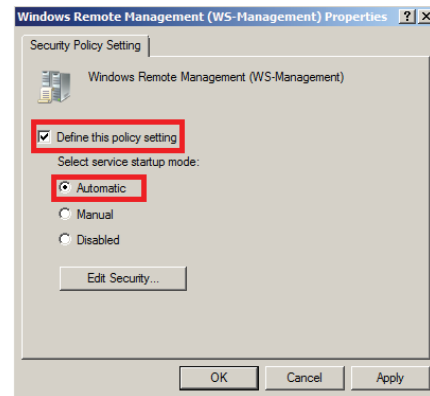 Windows Remote Management (WS-Management) Properties ? X
Security Policy Setting
Windows Remote Management (WS-Management)
Define this policy setting
Select service startup mode:
Automatic
Manual
Disabled
Edit Security...
OK Cancel Apply